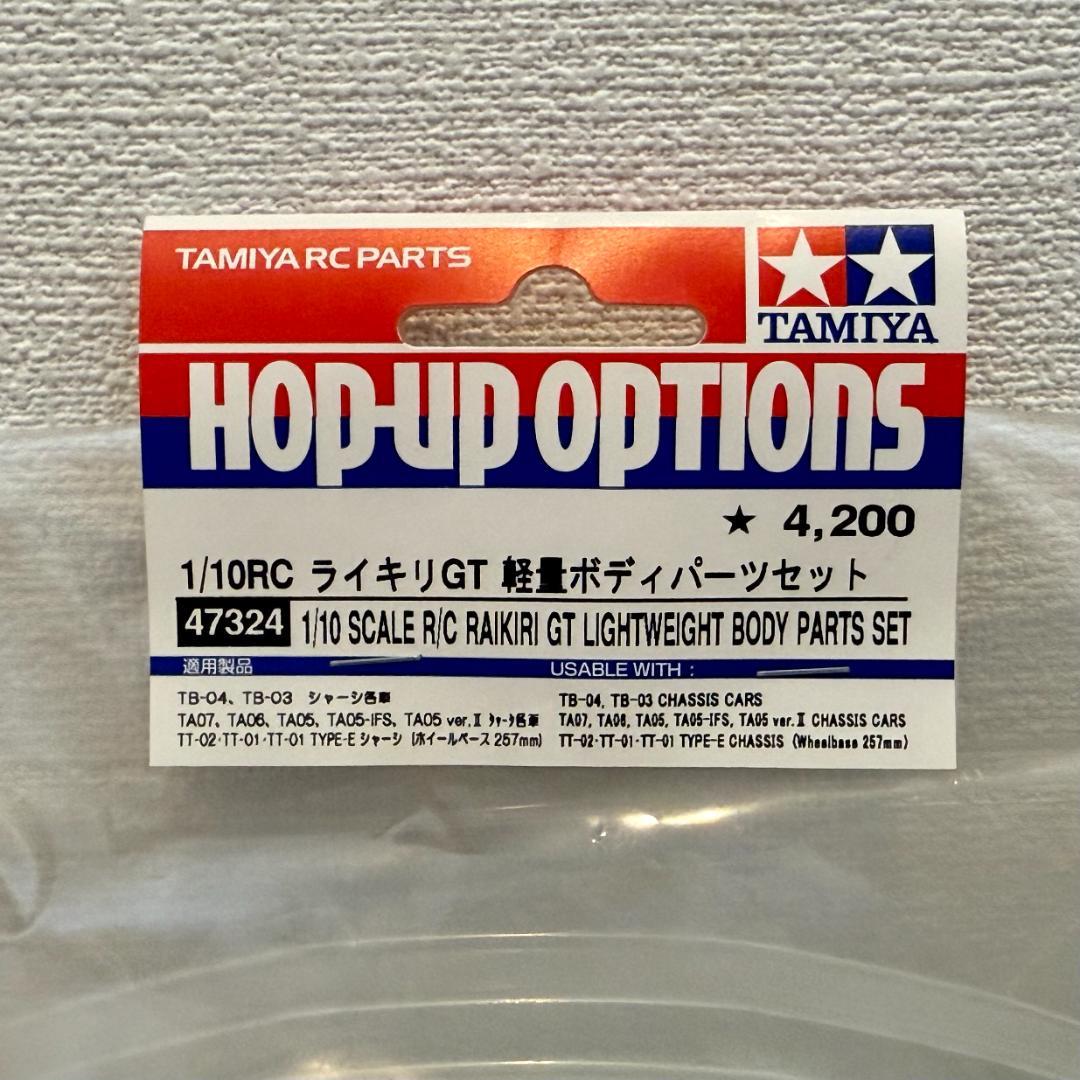 TAMIYA RC PARTS
TAMIYA
HOP-UP OPTIONS
★ 4,200
1/10RC ライキリGT 軽量ボディパーツセット
47324 1/10 SCALE R/C RAIKIRI GT LIGHTWEIGHT BODY PARTS SET
適用製品 USABLE WITH :
TB-04、TB-03 シャーシ各車
TA07、TA06、TA05、TA05-IFS、TA05 ver.Ⅱ シャーシ各車
TT-02・TT-01・TT-01 TYPE-E シャーシ (ホイールベース 257mm)
TB-04, TB-03 CHASSIS CARS
TA07, TA06, TA05, TA05-IFS, TA05 ver.Ⅱ CHASSIS CARS
TT-02・TT-01・TT-01 TYPE-E CHASSIS (Wheelbase 257mm)